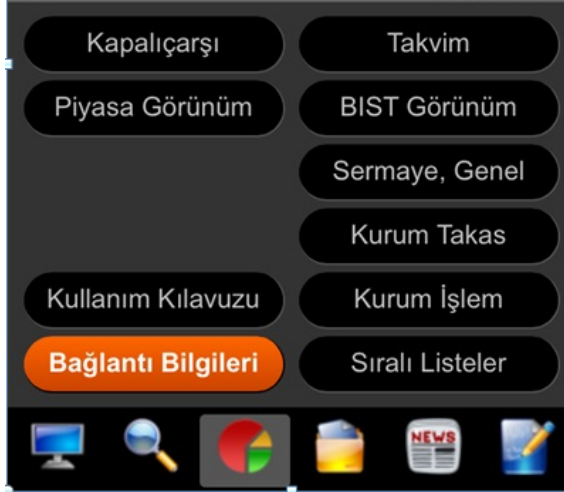 Kapalıçarşı
Takvim
Piyasa Görünüm
BIST Görünüm
Sermaye, Genel
Kurum Takas
Kullanım Kılavuzu
Kurum İşlem
Bağlantı Bilgileri
Sıralı Listeler
NEWS